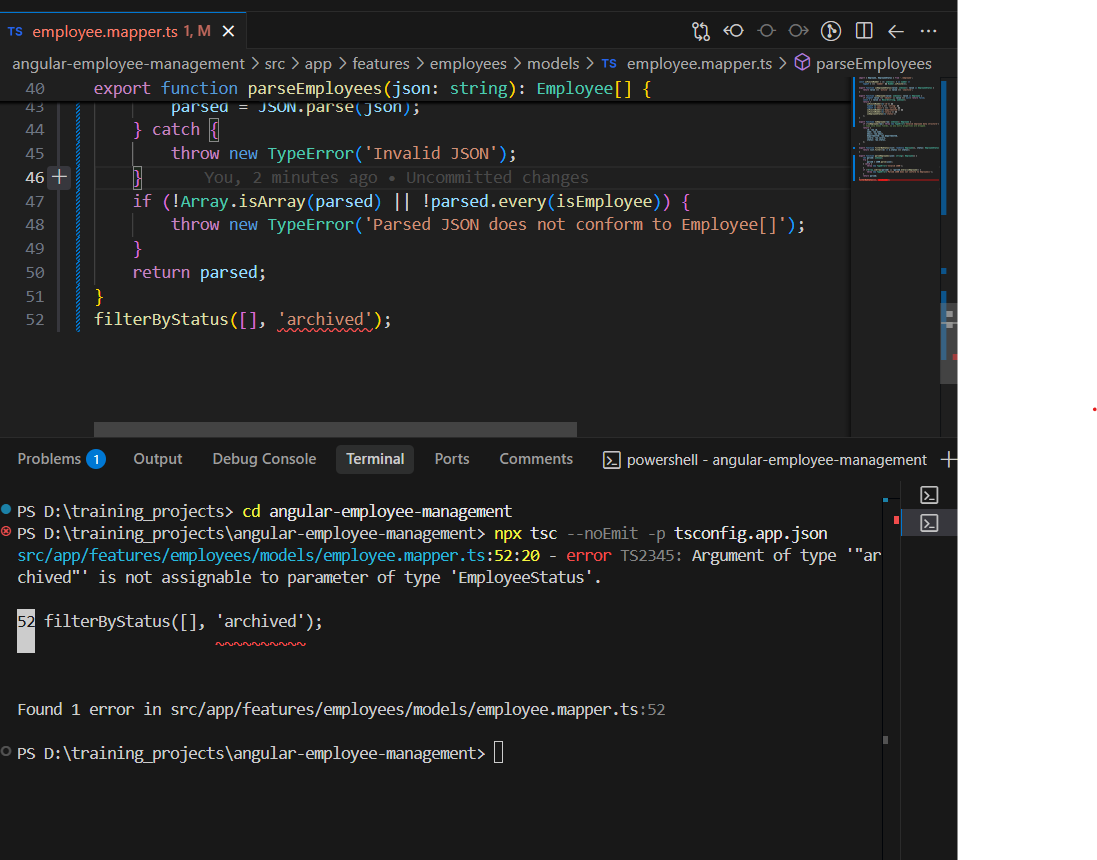 TS employee.mapper.ts 1, M
angular-employee-management > src > app > features > employees > models > TS employee.mapper.ts > parseEmployees
40 export function parseEmployees(json: string): Employee[] {
43 parsed = JSON.parse(json);
44 } catch {
45 throw new TypeError('Invalid JSON');
46 } You, 2 minutes ago • Uncommitted changes
47 if (!Array.isArray(parsed) || !parsed.every(isEmployee)) {
48 throw new TypeError('Parsed JSON does not conform to Employee[]');
49 }
50 return parsed;
51 }
52 filterByStatus([], 'archived');
Problems 1 Output Debug Console Terminal Ports Comments powershell - angular-employee-management
PS D:\training_projects> cd angular-employee-management
PS D:\training_projects\angular-employee-management> npx tsc --noEmit -p tsconfig.app.json
src/app/features/employees/models/employee.mapper.ts:52:20 - error TS2345: Argument of type '"ar
chived"' is not assignable to parameter of type 'EmployeeStatus'.
52 filterByStatus([], 'archived');
Found 1 error in src/app/features/employees/models/employee.mapper.ts:52
PS D:\training_projects\angular-employee-management>